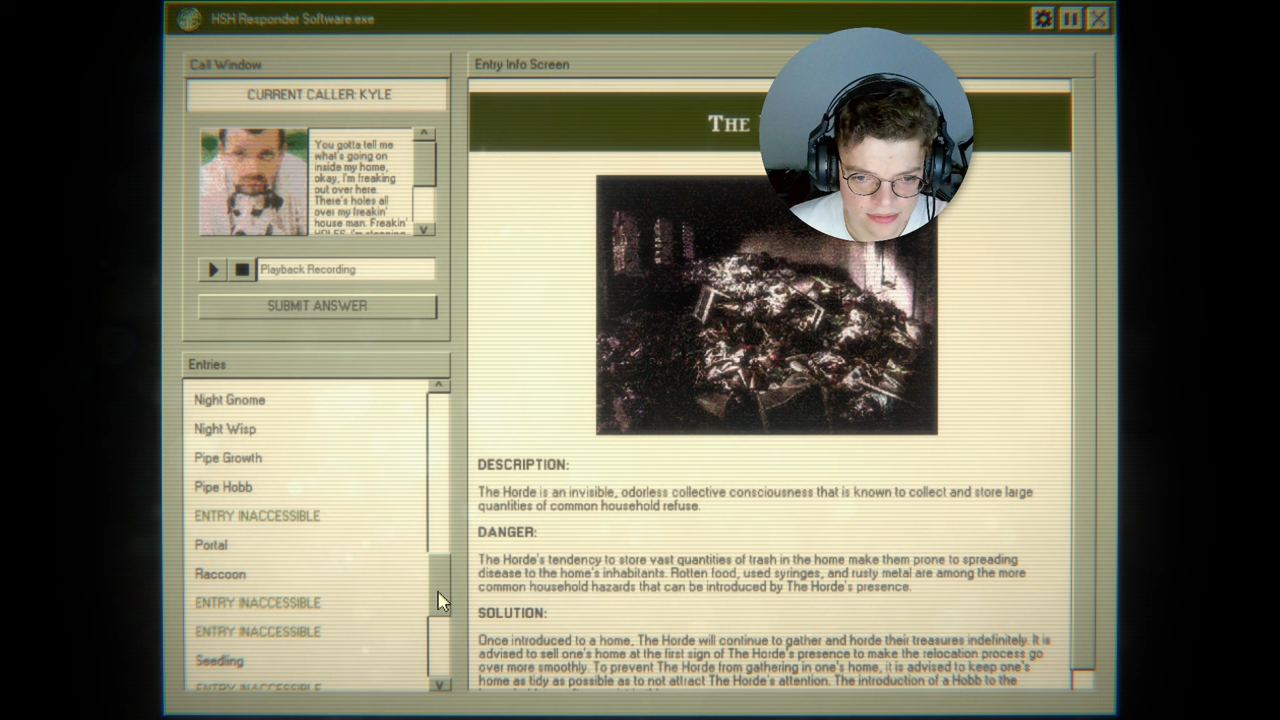 HSH Responder Software.exe
Call Window
CURRENT CALLER: KYLE
You gotta tell me
what's going on
inside my home,
okay, I'm freaking
out over here.
There's holes all
over my freakin'
house man. Freakin'
HOLES. I'm sleeping
Playback Recording
SUBMIT ANSWER
Entries
Night Gnome
Night Wisp
Pipe Growth
Pipe Hobb
ENTRY INACCESSIBLE
Portal
Raccoon
ENTRY INACCESSIBLE
ENTRY INACCESSIBLE
Seedling
ENTRY INACCESSIBLE
Entry Info Screen
THE
DESCRIPTION:
The Horde is an invisible, odorless collective consciousness that is known to collect and store large
quantities of common household refuse.
DANGER:
The Horde's tendency to store vast quantities of trash in the home make them prone to spreading
disease to the home's inhabitants. Rotten food, used syringes, and rusty metal are among the more
common household hazards that can be introduced by The Horde's presence.
SOLUTION:
Once introduced to a home, The Horde will continue to gather and horde their treasures indefinitely. It is
advised to sell one's home at the first sign of The Horde's presence to make the relocation process go
over more smoothly. To prevent The Horde from gathering in one's home, it is advised to keep one's
home as tidy as possible as to not attract The Horde's attention. The introduction of a Hobb to the